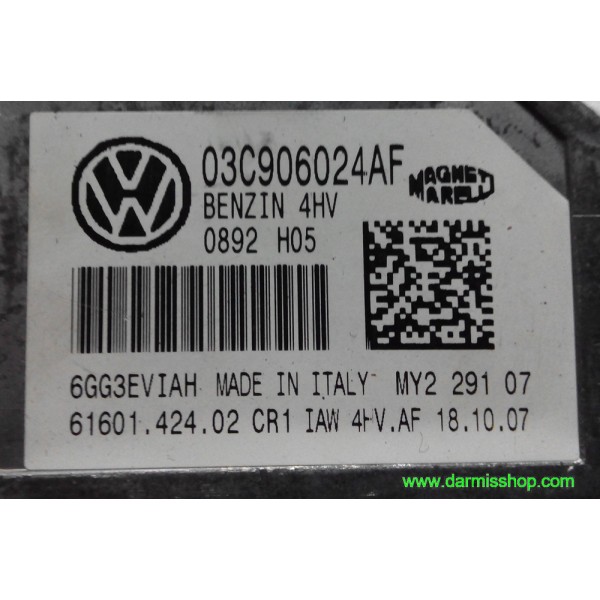 03C906024AF
MAGNETI MARELLI
BENZIN 4HV
0892 H05
6GG3EVIAH MADE IN ITALY MY2 291 07
61601.424.02 CR1 IAW 4HV.AF 18.10.07
www.darmisshop.com